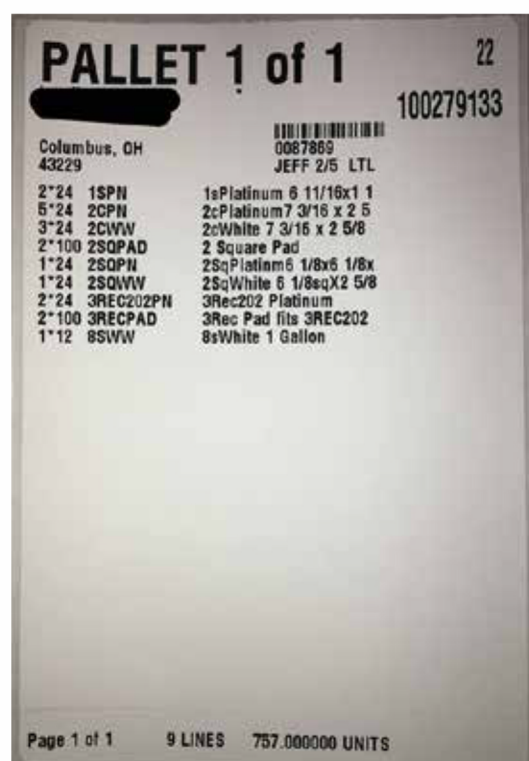 PALLET 1 of 1
22
100279133
Columbus, OH
43229
0087869
JEFF 2/5 LTL
2*24 1SPN 1sPlatinum 6 11/16x1 1
5*24 2CPN 2cPlatinum7 3/16 x 2 5
3*24 2CWW 2cWhite 7 3/16 x 2 5/8
2*100 2SQPAD 2 Square Pad
1*24 2SQPN 2SqPlatinm6 1/8x6 1/8x
1*24 2SQWW 2SqWhite 6 1/8sqX2 5/8
2*24 3REC202PN 3Rec202 Platinum
2*100 3RECPAD 3Rec Pad fits 3REC202
1*12 8SWW 8sWhite 1 Gallon
Page 1 of 1 9 LINES 757.000000 UNITS